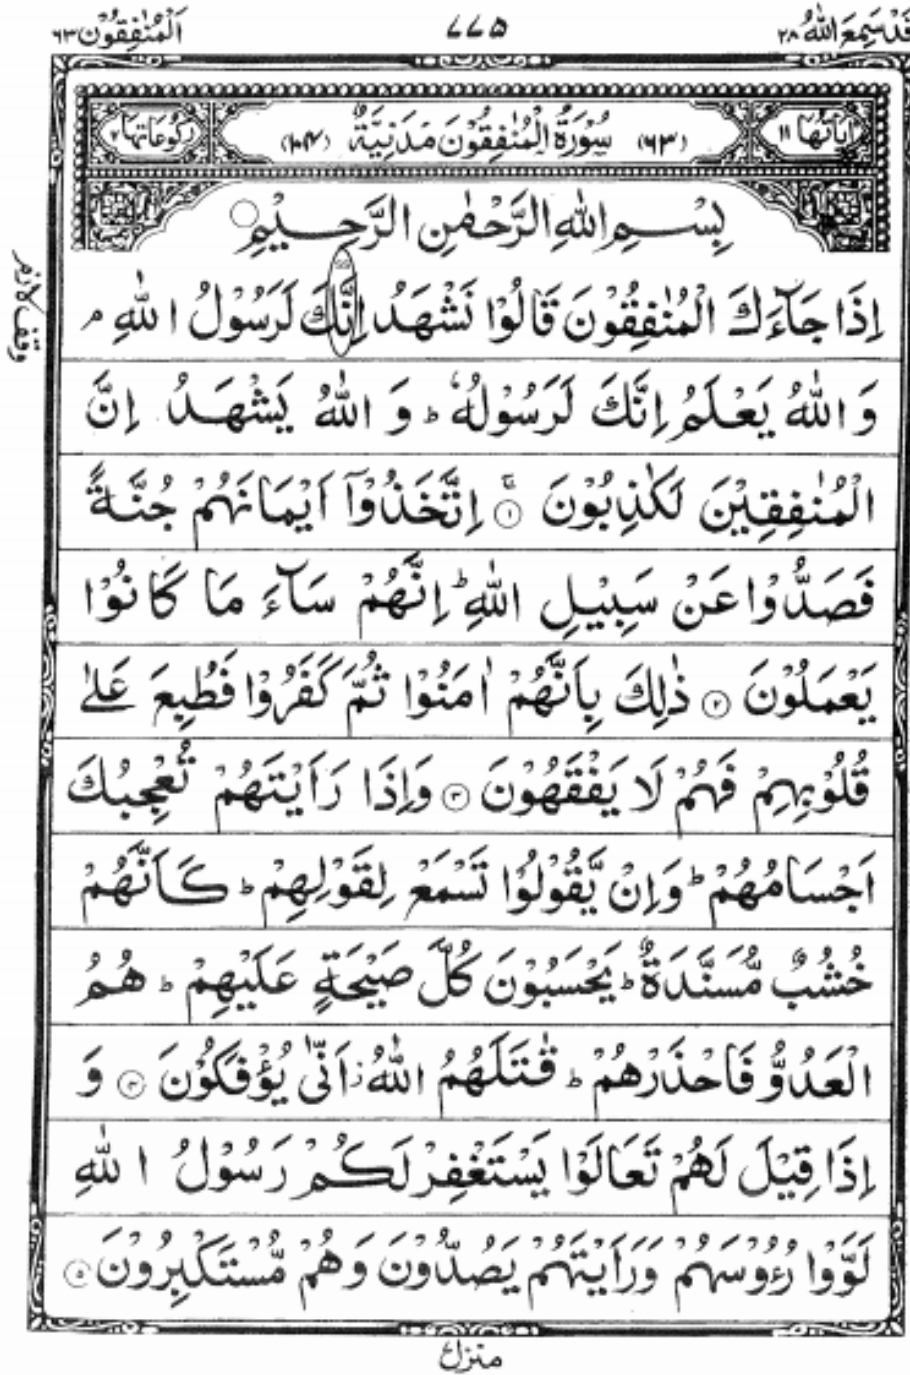 قَدْ سَمِعَ اللّٰهُ ٢٨ ٧٧٥ اَلْمُنٰفِقُوْنَ ٦٣
اٰيَاتُهَا ١١ (٦٣) سُوْرَةُ الْمُنٰفِقُوْنَ مَدَنِيَّةٌ (١٠٤) رُكُوْعَاتُهَا ٢
بِسْمِ اللّٰهِ الرَّحْمٰنِ الرَّحِيْمِ
اِذَا جَآءَكَ الْمُنٰفِقُوْنَ قَالُوْا نَشْهَدُ اِنَّكَ لَرَسُوْلُ اللّٰهِ ۘ
وقف لازم
وَ اللّٰهُ يَعْلَمُ اِنَّكَ لَرَسُوْلُهٗ ؕ وَ اللّٰهُ يَشْهَدُ اِنَّ
الْمُنٰفِقِيْنَ لَكٰذِبُوْنَ ۚ ١ اِتَّخَذُوْۤا اَيْمَانَهُمْ جُنَّةً
فَصَدُّوْا عَنْ سَبِيْلِ اللّٰهِ ؕ اِنَّهُمْ سَآءَ مَا كَانُوْا
يَعْمَلُوْنَ ٢ ذٰلِكَ بِاَنَّهُمْ اٰمَنُوْا ثُمَّ كَفَرُوْا فَطُبِعَ عَلٰى
قُلُوْبِهِمْ فَهُمْ لَا يَفْقَهُوْنَ ٣ وَاِذَا رَاَيْتَهُمْ تُعْجِبُكَ
اَجْسَامُهُمْ ؕ وَاِنْ يَّقُوْلُوْا تَسْمَعْ لِقَوْلِهِمْ ؕ كَاَنَّهُمْ
خُشُبٌ مُّسَنَّدَةٌ ؕ يَحْسَبُوْنَ كُلَّ صَيْحَةٍ عَلَيْهِمْ ؕ هُمُ
الْعَدُوُّ فَاحْذَرْهُمْ ؕ قٰتَلَهُمُ اللّٰهُ ؗ اَنّٰى يُؤْفَكُوْنَ ٤ وَ
اِذَا قِيْلَ لَهُمْ تَعَالَوْا يَسْتَغْفِرْ لَكُمْ رَسُوْلُ اللّٰهِ
لَوَّوْا رُءُوْسَهُمْ وَرَاَيْتَهُمْ يَصُدُّوْنَ وَهُمْ مُّسْتَكْبِرُوْنَ ٥
منزل